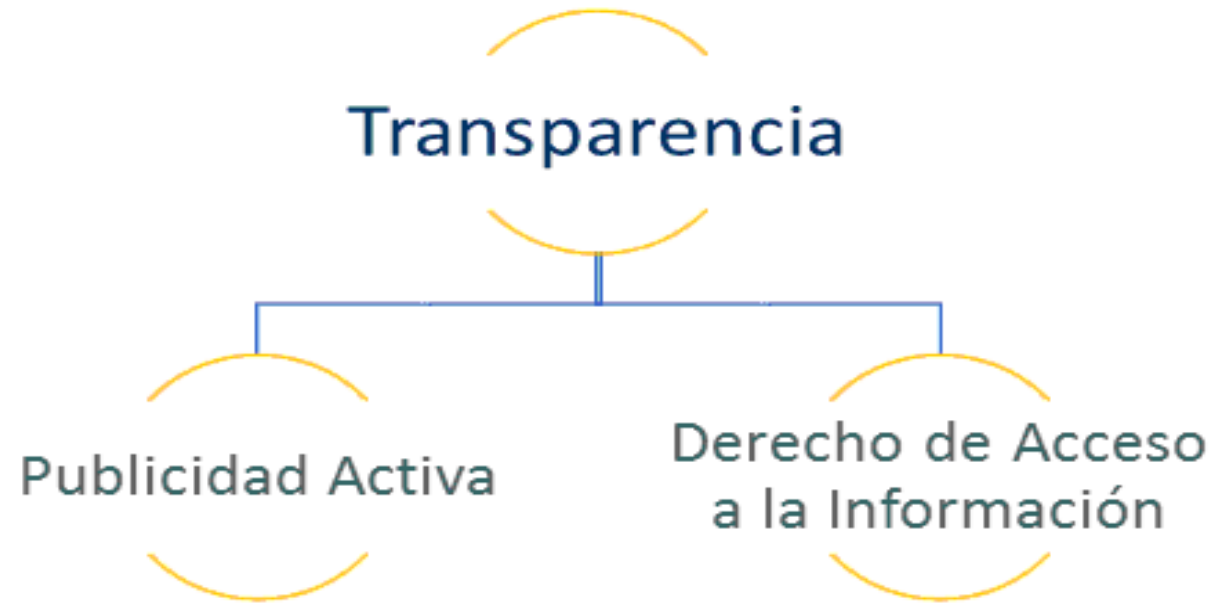 Transparencia
Publicidad Activa
Derecho de Acceso
a la Información